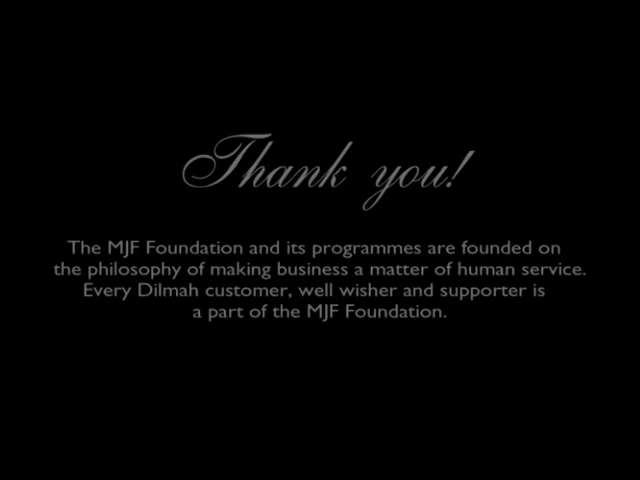 Thank you!
The MJF Foundation and its programmes are founded on
the philosophy of making business a matter of human service.
Every Dilmah customer, well wisher and supporter is
a part of the MJF Foundation.